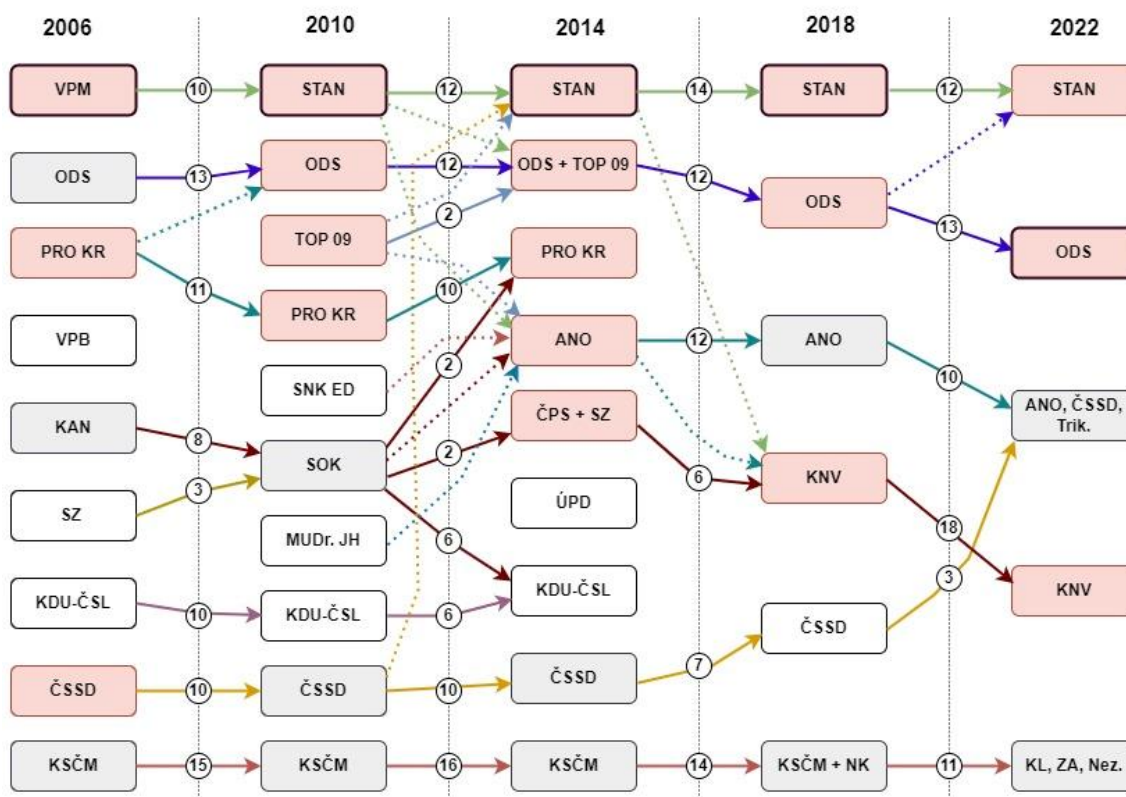 2006
2010
2014
2018
2022
VPM
10
STAN
12
STAN
14
STAN
12
STAN
ODS
13
ODS
12
ODS + TOP 09
12
ODS
13
ODS
PRO KR
11
TOP 09
2
PRO KR
PRO KR
10
VPB
SNK ED
2
ANO
12
ANO
10
ANO, ČSSD,
Trik.
KAN
8
SOK
2
ČPS + SZ
6
KNV
18
KNV
SZ
3
MUDr. JH
6
ÚPD
KDU-ČSL
10
KDU-ČSL
6
KDU-ČSL
ČSSD
3
ČSSD
10
ČSSD
10
ČSSD
7
KSČM
15
KSČM
16
KSČM
14
KSČM + NK
11
KL, ZA, Nez.